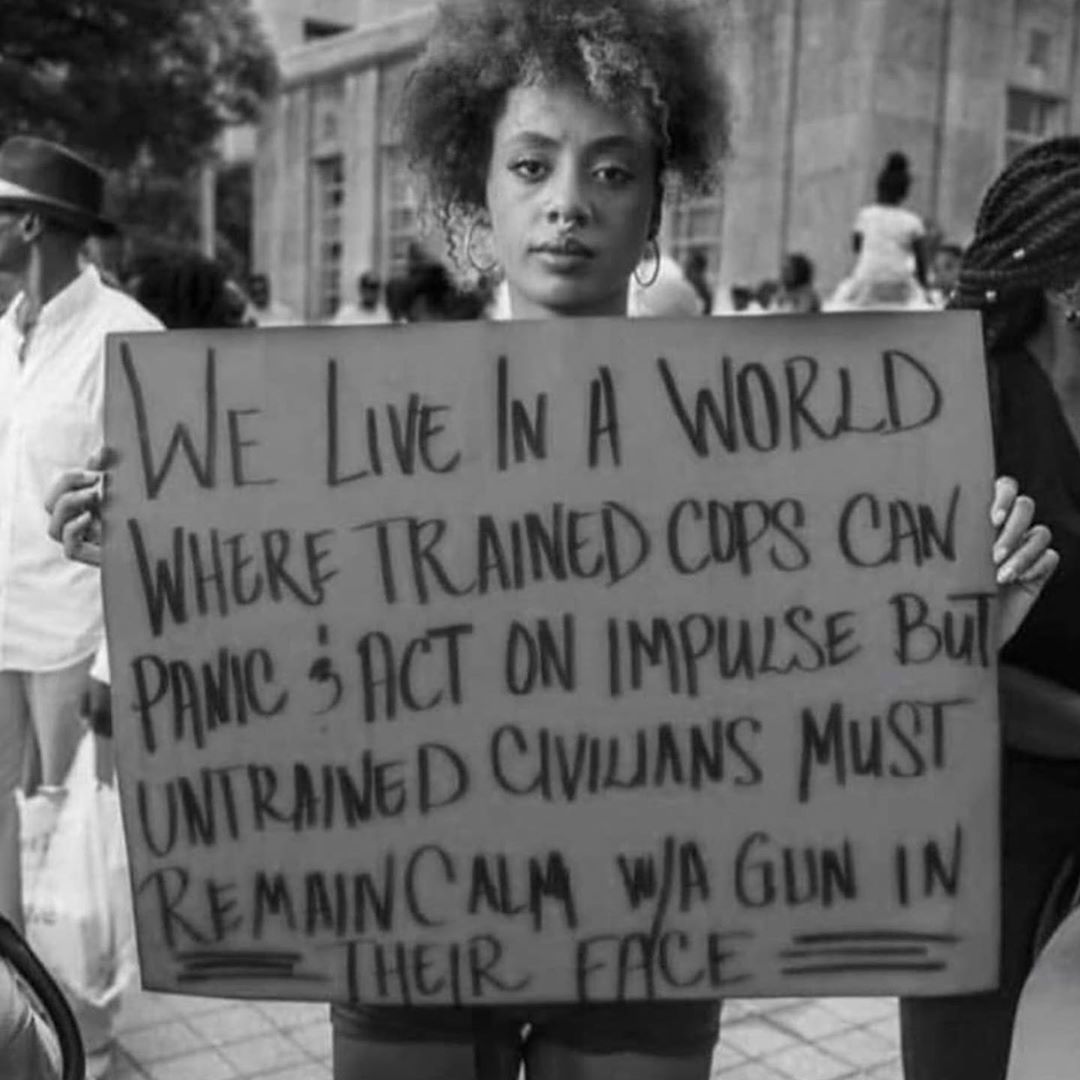 WE LIVE IN A WORLD
WHERE TRAINED COPS CAN
PANIC & ACT ON IMPULSE BUT
UNTRAINED CIVILIANS MUST
REMAIN CALM W/A GUN IN
THEIR FACE